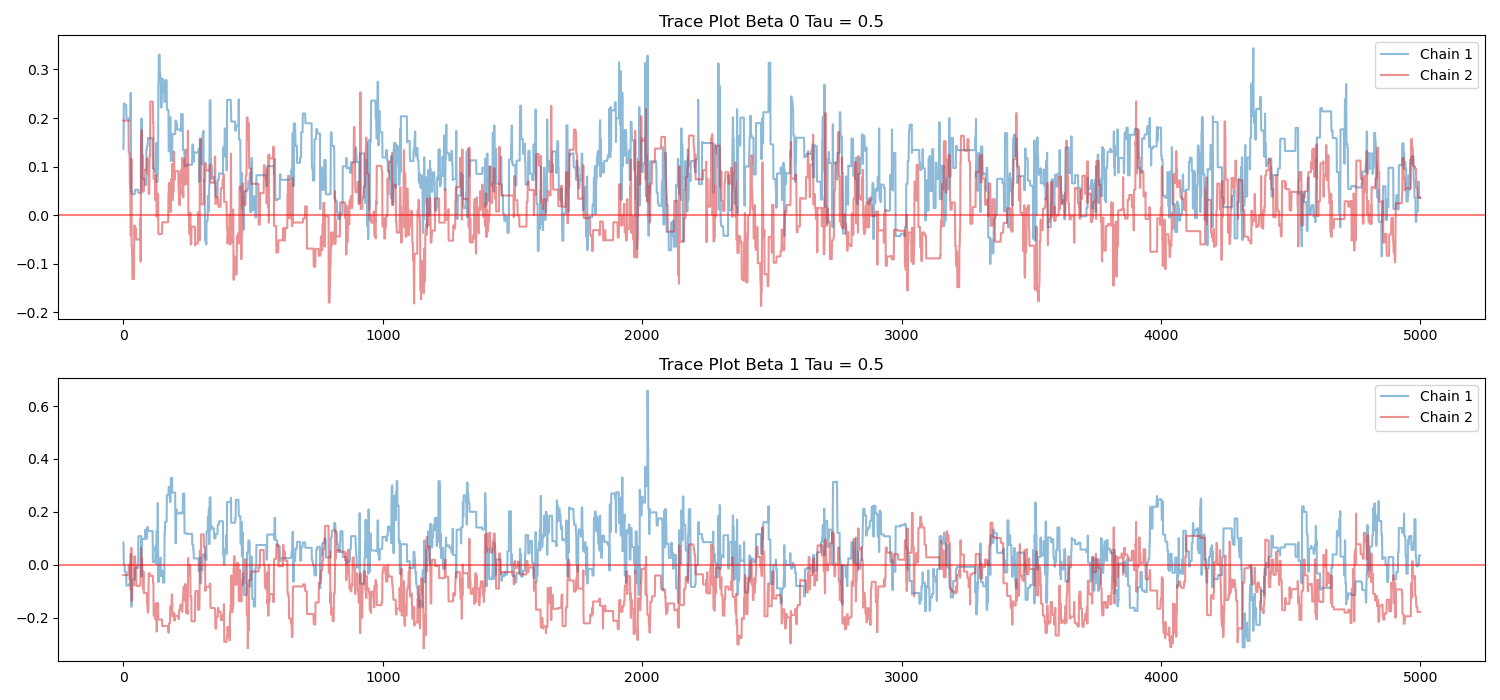 Trace Plot Beta 0 Tau = 0.5
Chain 1
Chain 2
0.3
0.2
0.1
0.0
−0.1
−0.2
0 1000 2000 3000 4000 5000
Trace Plot Beta 1 Tau = 0.5
Chain 1
Chain 2
0.6
0.4
0.2
0.0
−0.2
0 1000 2000 3000 4000 5000